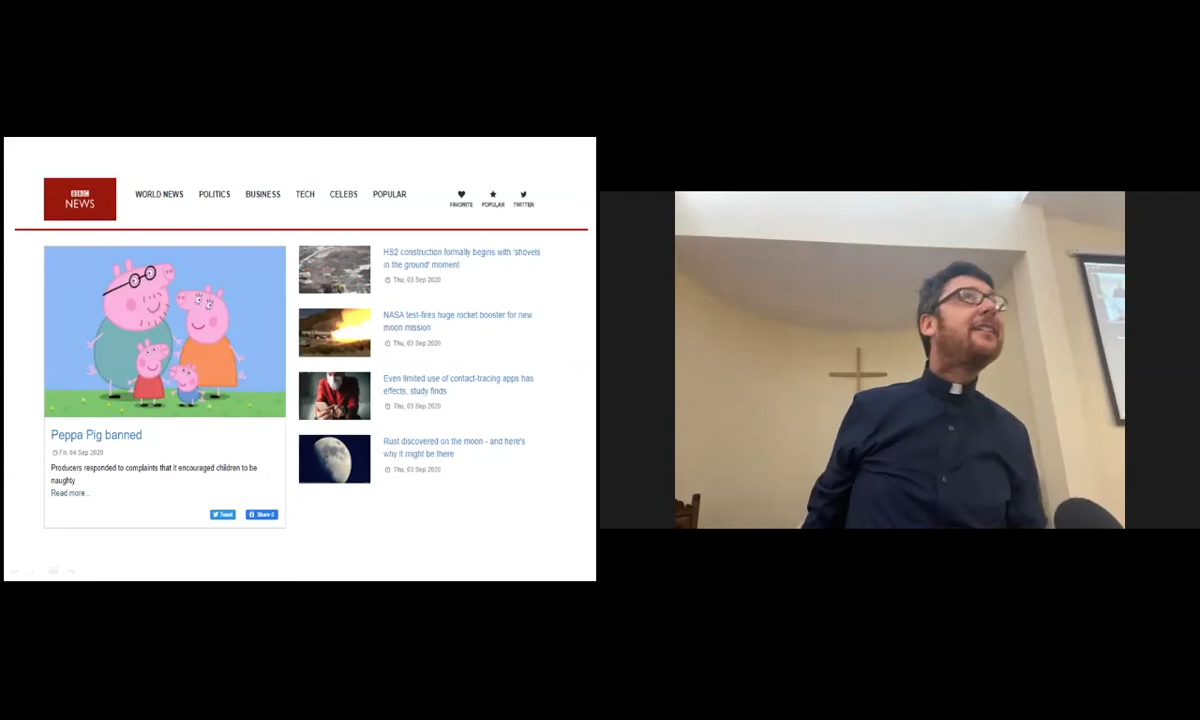 BBC
NEWS
WORLD NEWS
POLITICS
BUSINESS
TECH
CELEBS
POPULAR
FAVORITE
POPULAR
TWITTER
Peppa Pig banned
Fri, 04 Sep 2020
Producers responded to complaints that it encouraged children to be
naughty
Read more...
Tweet
Share 0
HS2 construction formally begins with 'shovels
in the ground' moment
Thu, 03 Sep 2020
NASA test-fires huge rocket booster for new
moon mission
Thu, 03 Sep 2020
Even limited use of contact-tracing apps has
effects, study finds
Thu, 03 Sep 2020
Rust discovered on the moon - and here's
why it might be there
Thu, 03 Sep 2020